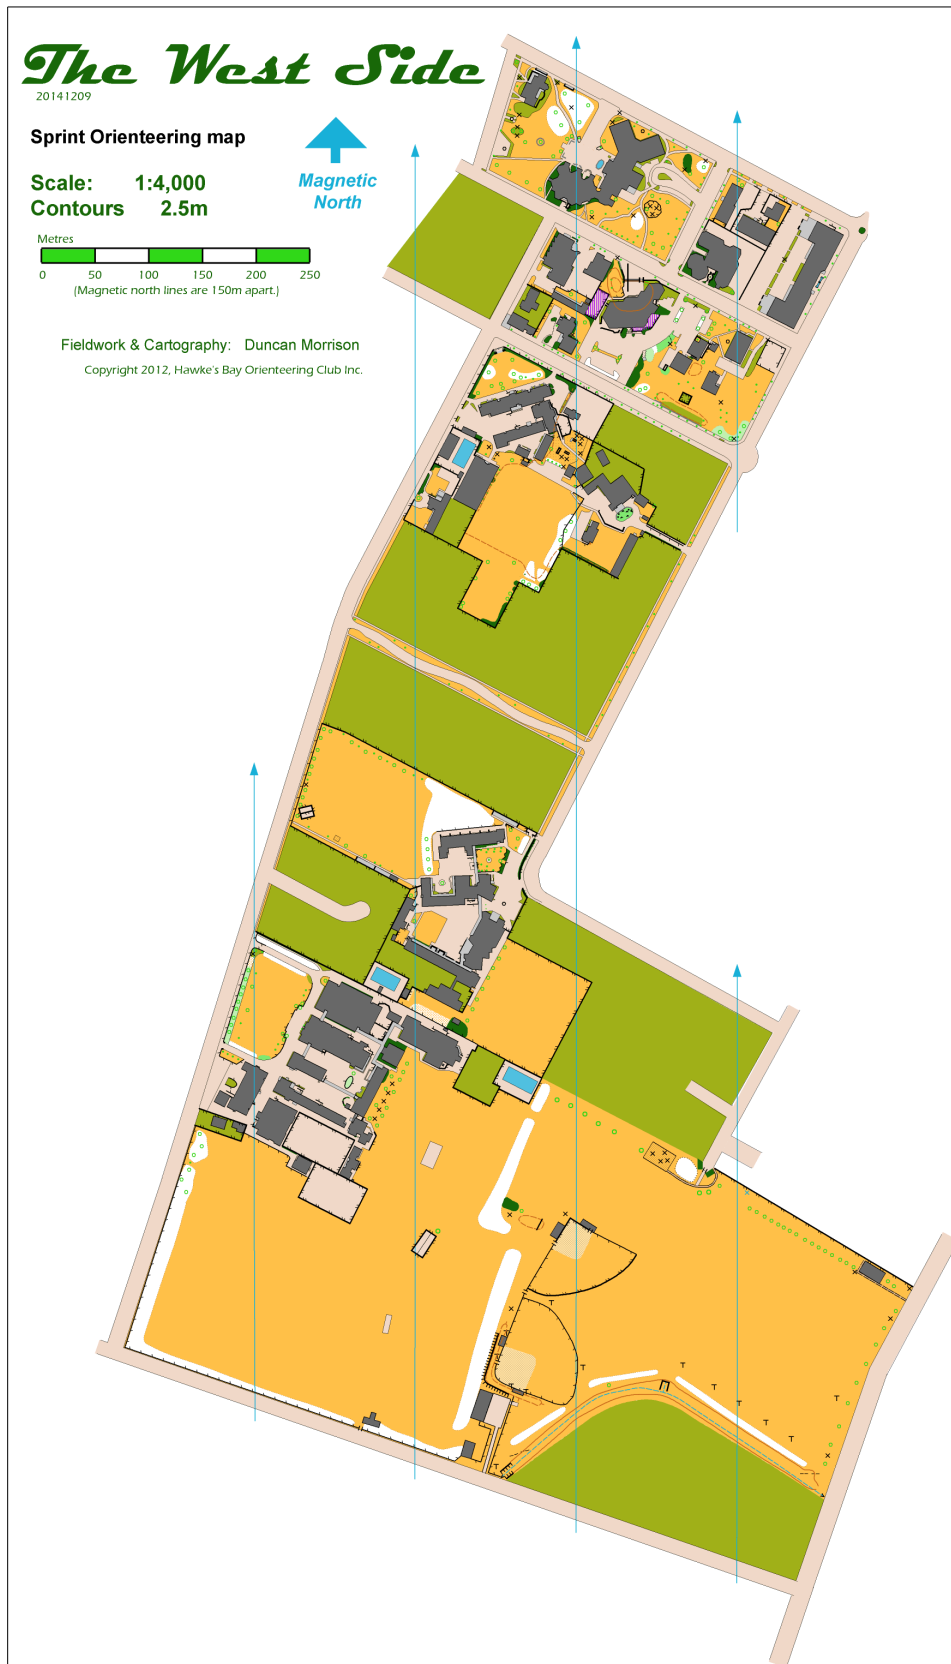 The West Side
20141209
Sprint Orienteering map
Scale: 1:4,000
Contours 2.5m
Magnetic
North
Metres
0 50 100 150 200 250
(Magnetic north lines are 150m apart.)
Fieldwork & Cartography: Duncan Morrison
Copyright 2012, Hawke's Bay Orienteering Club Inc.